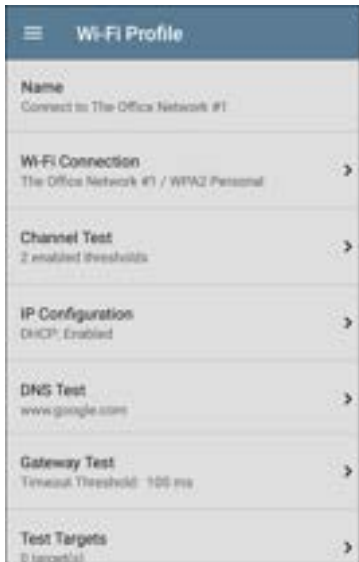 Wi-Fi Profile
Name
Connect to The Office Network #1
Wi-Fi Connection
The Office Network #1 / WPA2 Personal
Channel Test
2 enabled thresholds
IP Configuration
DHCP: Enabled
DNS Test
www.google.com
Gateway Test
Timeout Threshold: 100 ms
Test Targets
0 target(s)